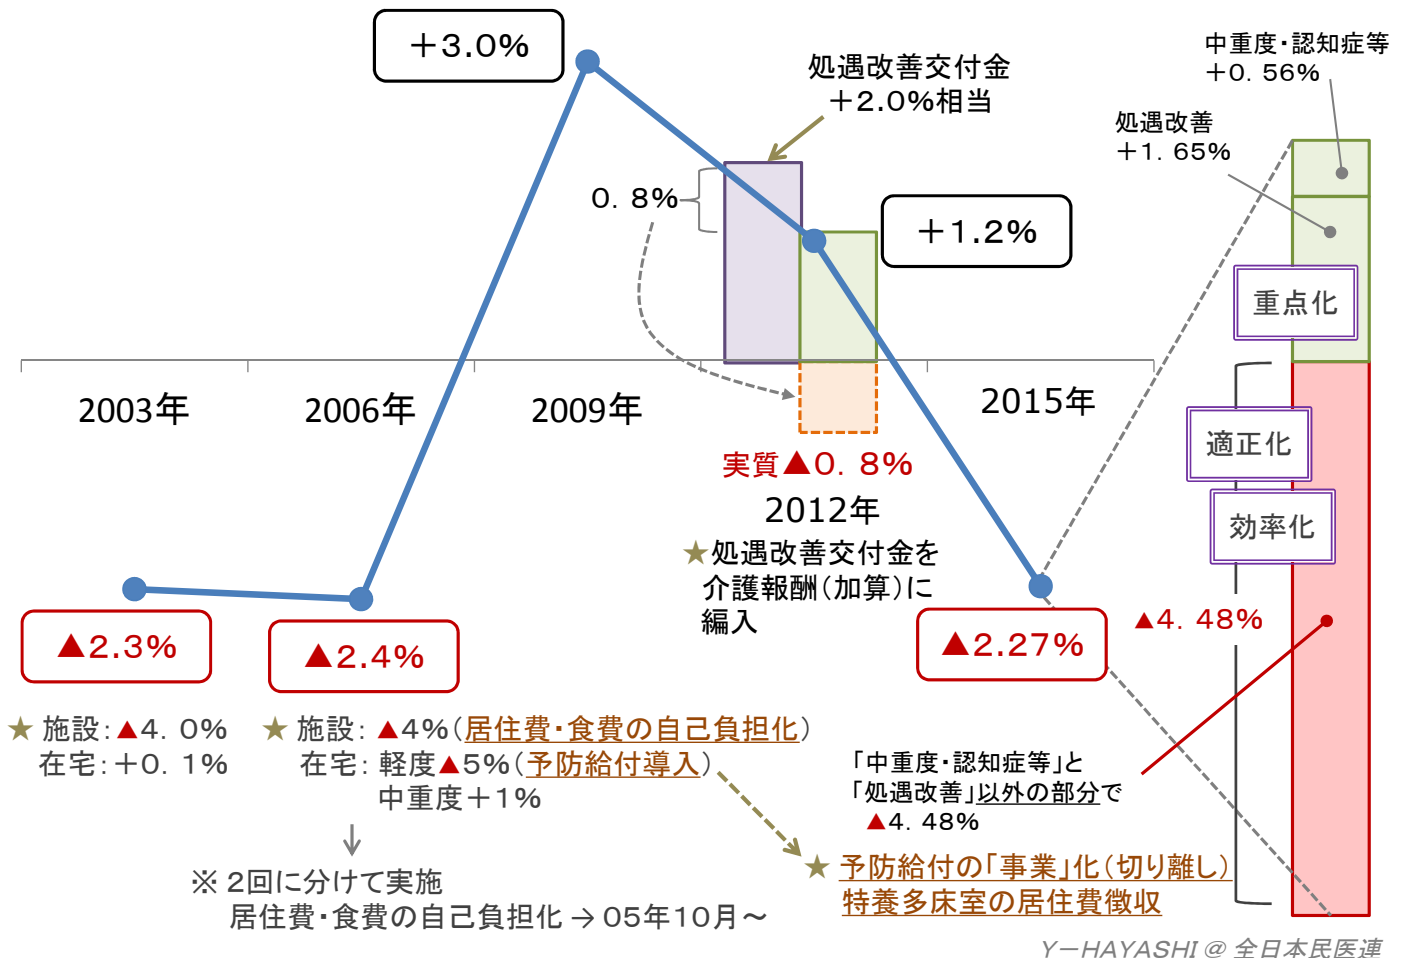 ＋3.0%
処遇改善交付金
＋2.0%相当
中重度・認知症等
＋0．56%
処遇改善
＋1．65%
0．8%
＋1.2%
重点化
2003年
2006年
2009年
2015年
適正化
実質▲0．8%
2012年
効率化
★処遇改善交付金を
介護報酬（加算）に
編入
▲2.3%
▲2.4%
▲2.27%
▲4．48%
★ 施設：▲4．0%
在宅：＋0．1%
★ 施設： ▲4%（居住費・食費の自己負担化）
在宅： 軽度▲5%（予防給付導入）
中重度＋1%
「中重度・認知症等」と
「処遇改善」以外の部分で
▲4．48%
※ 2回に分けて実施
居住費・食費の自己負担化 → 05年10月～
★ 予防給付の「事業」化（切り離し）
特養多床室の居住費徴収
Y－HAYASHI＠全日本民医連